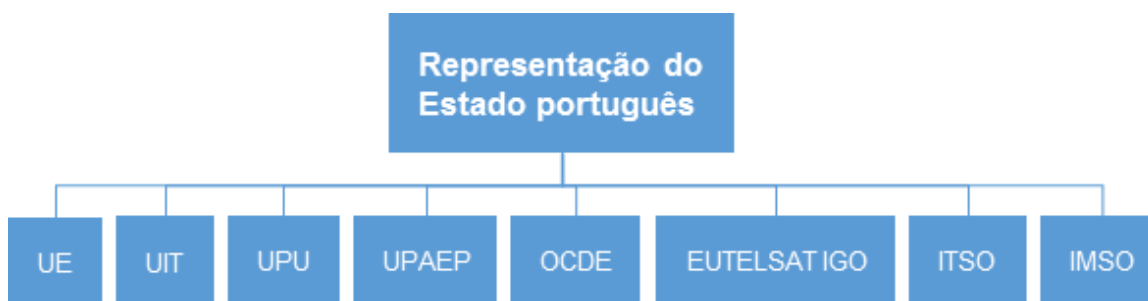 Representação do
Estado português
UE
UIT
UPU
UPAEP
OCDE
EUTELSAT IGO
ITSO
IMSO